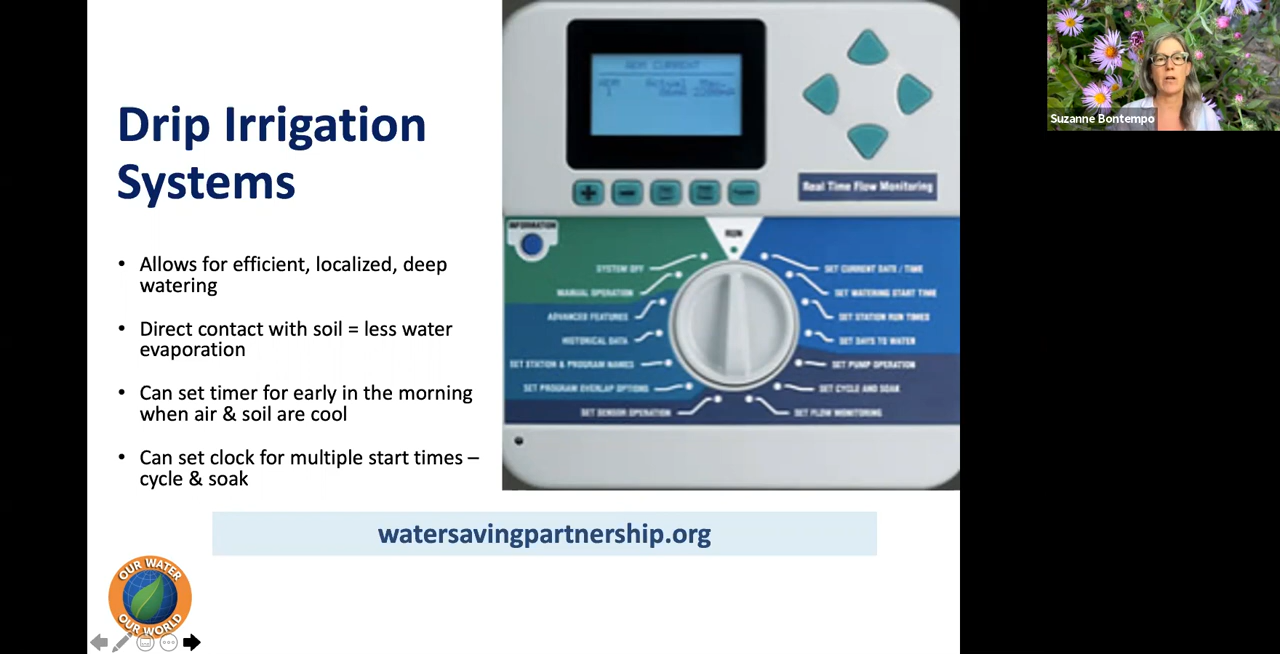 Drip Irrigation
Systems
• Allows for efficient, localized, deep
watering
• Direct contact with soil = less water
evaporation
• Can set timer for early in the morning
when air & soil are cool
• Can set clock for multiple start times –
cycle & soak
Real Time Flow Monitoring
INFORMATION
RUN
SYSTEM OFF
MANUAL OPERATION
ADVANCED FEATURES
HISTORICAL DATA
SET STATION & PROGRAM NAMES
SET PROGRAM OVERLAP OPTIONS
SET SENSOR OPERATION
SET CURRENT DATE / TIME
SET WATERING START TIME
SET STATION RUN TIMES
SET DAYS TO WATER
SET PUMP OPERATION
SET CYCLE AND SOAK
SET FLOW MONITORING
watersavingpartnership.org
OUR WATER
OUR WORLD
Suzanne Bontempo